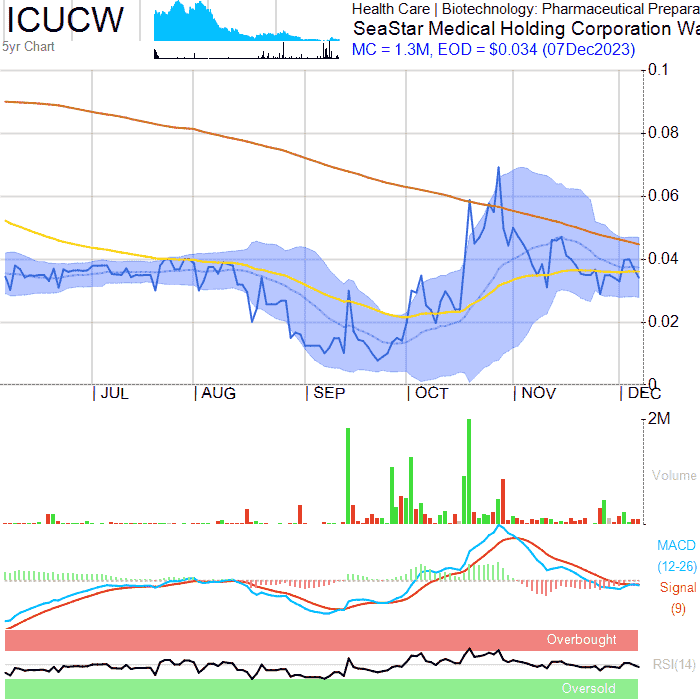 ICUCW
5yr Chart
Health Care | Biotechnology: Pharmaceutical Prepara
SeaStar Medical Holding Corporation Wa
MC = 1.3M, EOD = $0.034 (07Dec2023)
0.1
0.08
0.06
0.04
0.02
0
JUL AUG SEP OCT NOV DEC
2M
Volume
MACD
(12-26)
Signal
(9)
Overbought
RSI(14)
Oversold